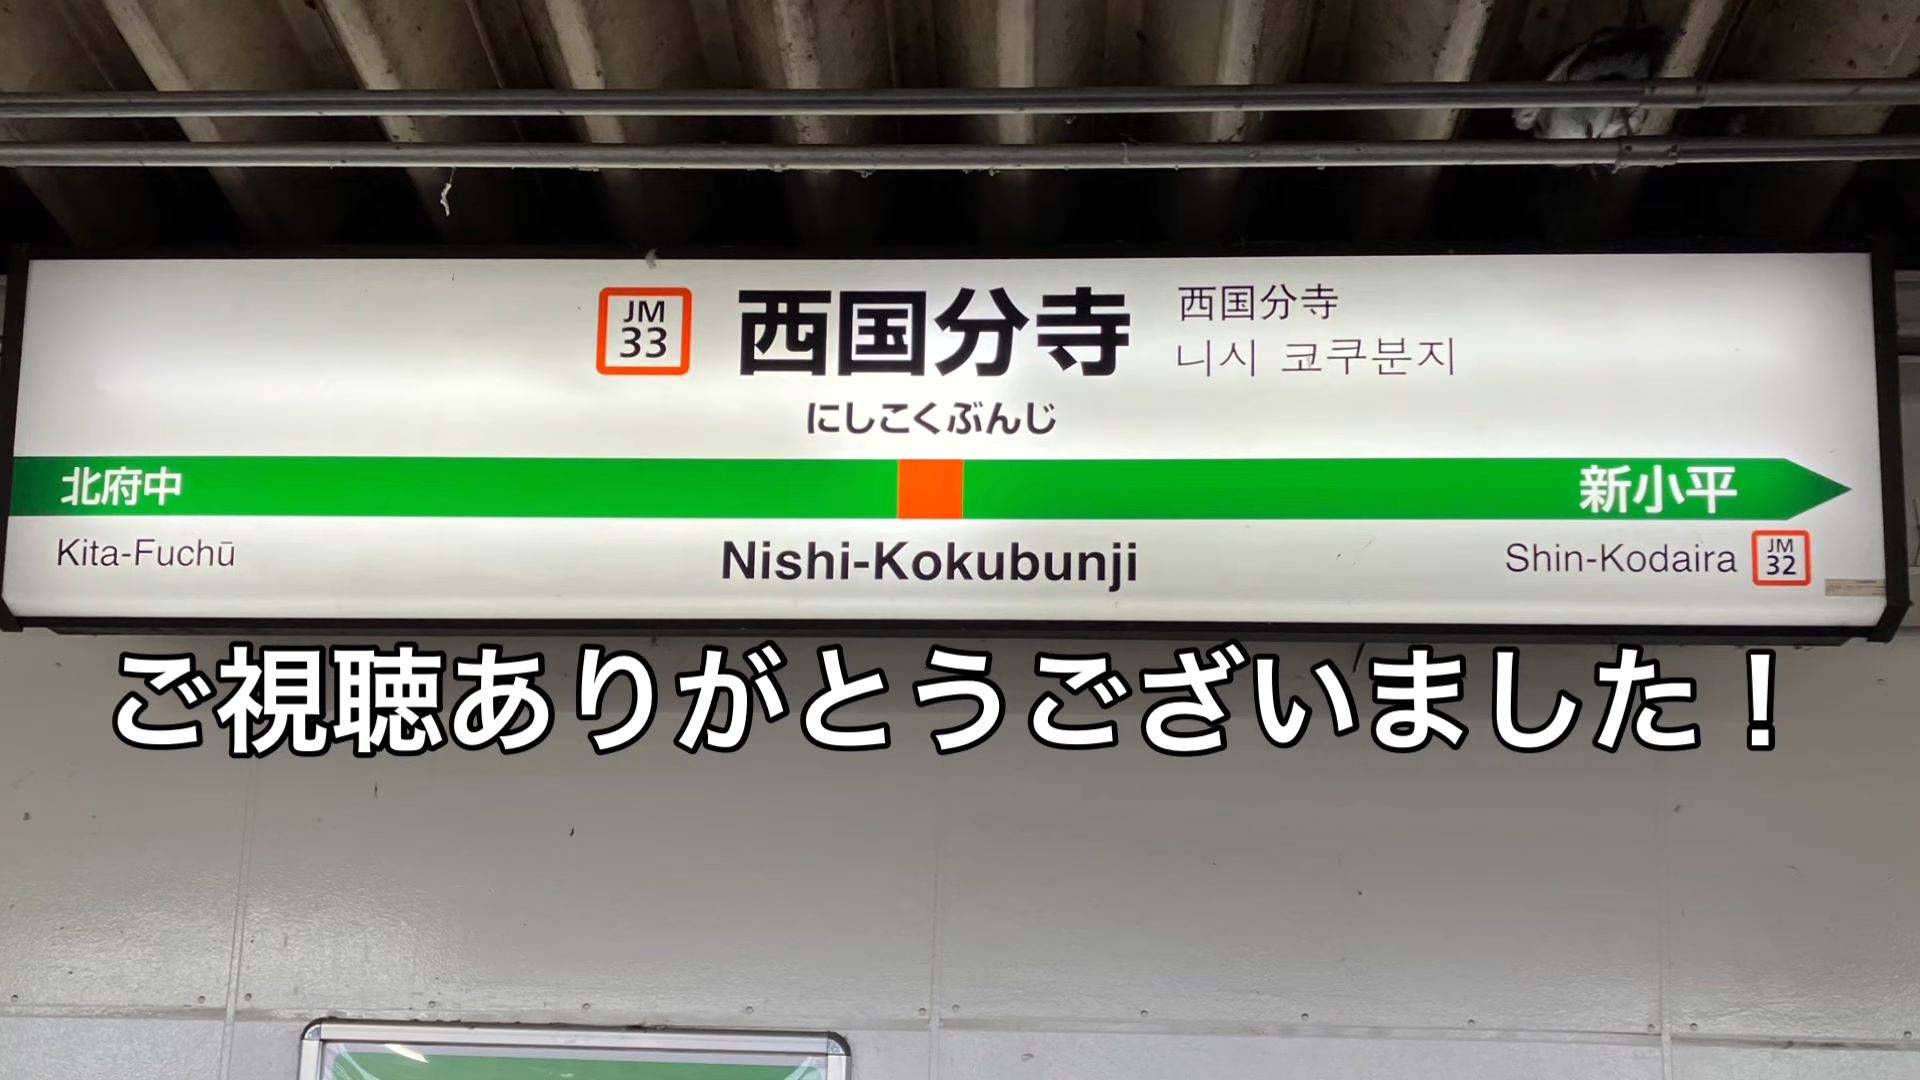 JM
33
西国分寺
西国分寺
니시 코쿠분지
にしこくぶんじ
北府中
新小平
Kita-Fuchū
Nishi-Kokubunji
Shin-Kodaira
JM
32
ご視聴ありがとうございました！